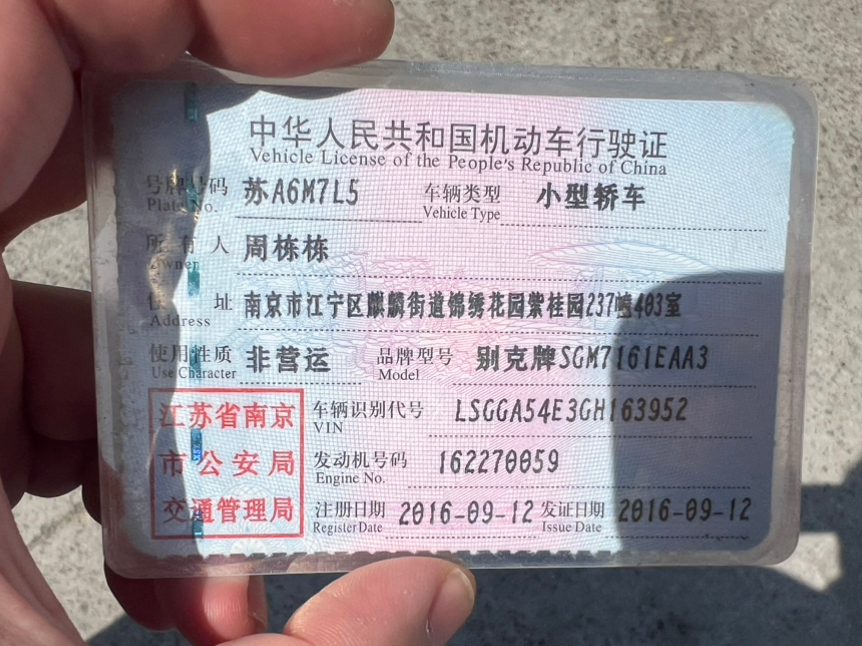 中华人民共和国机动车行驶证
Vehicle License of the People's Republic of China
号牌号码 苏A6M7L5 车辆类型 小型轿车
Plate No. Vehicle Type
所有人 周栋栋
Owner
住址 南京市江宁区麒麟街道锦绣花园紫桂园237幢403室
Address
使用性质 非营运 品牌型号 别克牌SGM7161EAA3
Use Character Model
江苏省南京 车辆识别代号 LSGGA54E3GH163952
VIN
市公安局 发动机号码 162270059
Engine No.
交通管理局 注册日期 2016-09-12 发证日期 2016-09-12
Register Date Issue Date